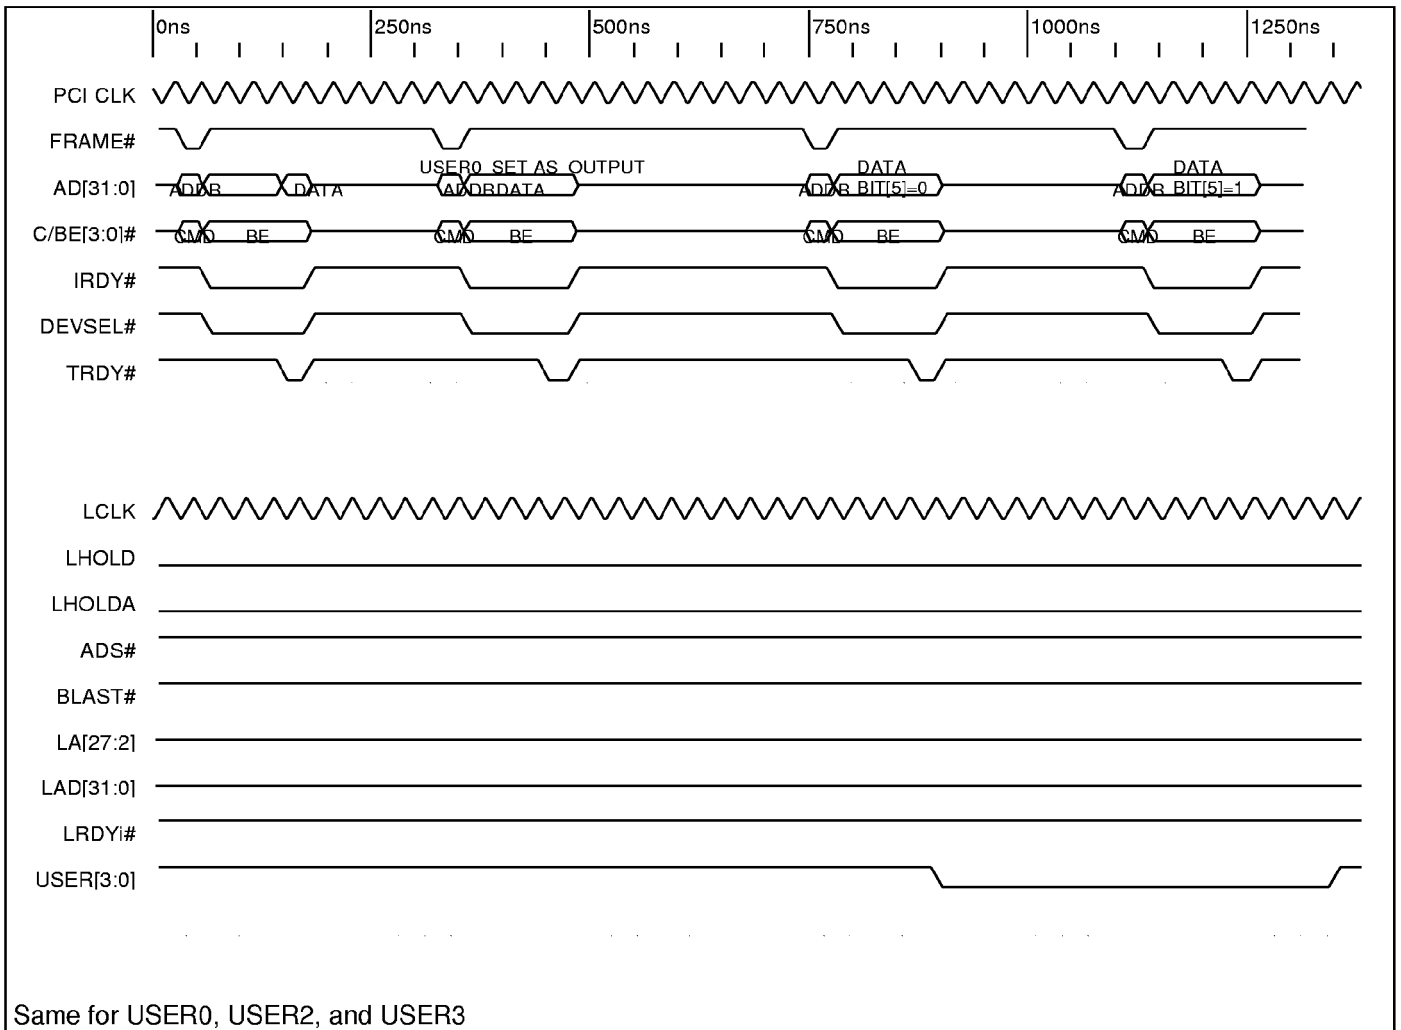 0ns 250ns 500ns 750ns 1000ns 1250ns
PCI CLK
FRAME#
USER0 SET AS OUTPUT DATA DATA
AD[31:0] ADDR DATA ADDR DATA ADDR BIT[5]=0 ADDR BIT[5]=1
C/BE[3:0]# CMD BE CMD BE CMD BE CMD BE
IRDY#
DEVSEL#
TRDY#
LCLK
LHOLD
LHOLDA
ADS#
BLAST#
LA[27:2]
LAD[31:0]
LRDYi#
USER[3:0]
Same for USER0, USER2, and USER3